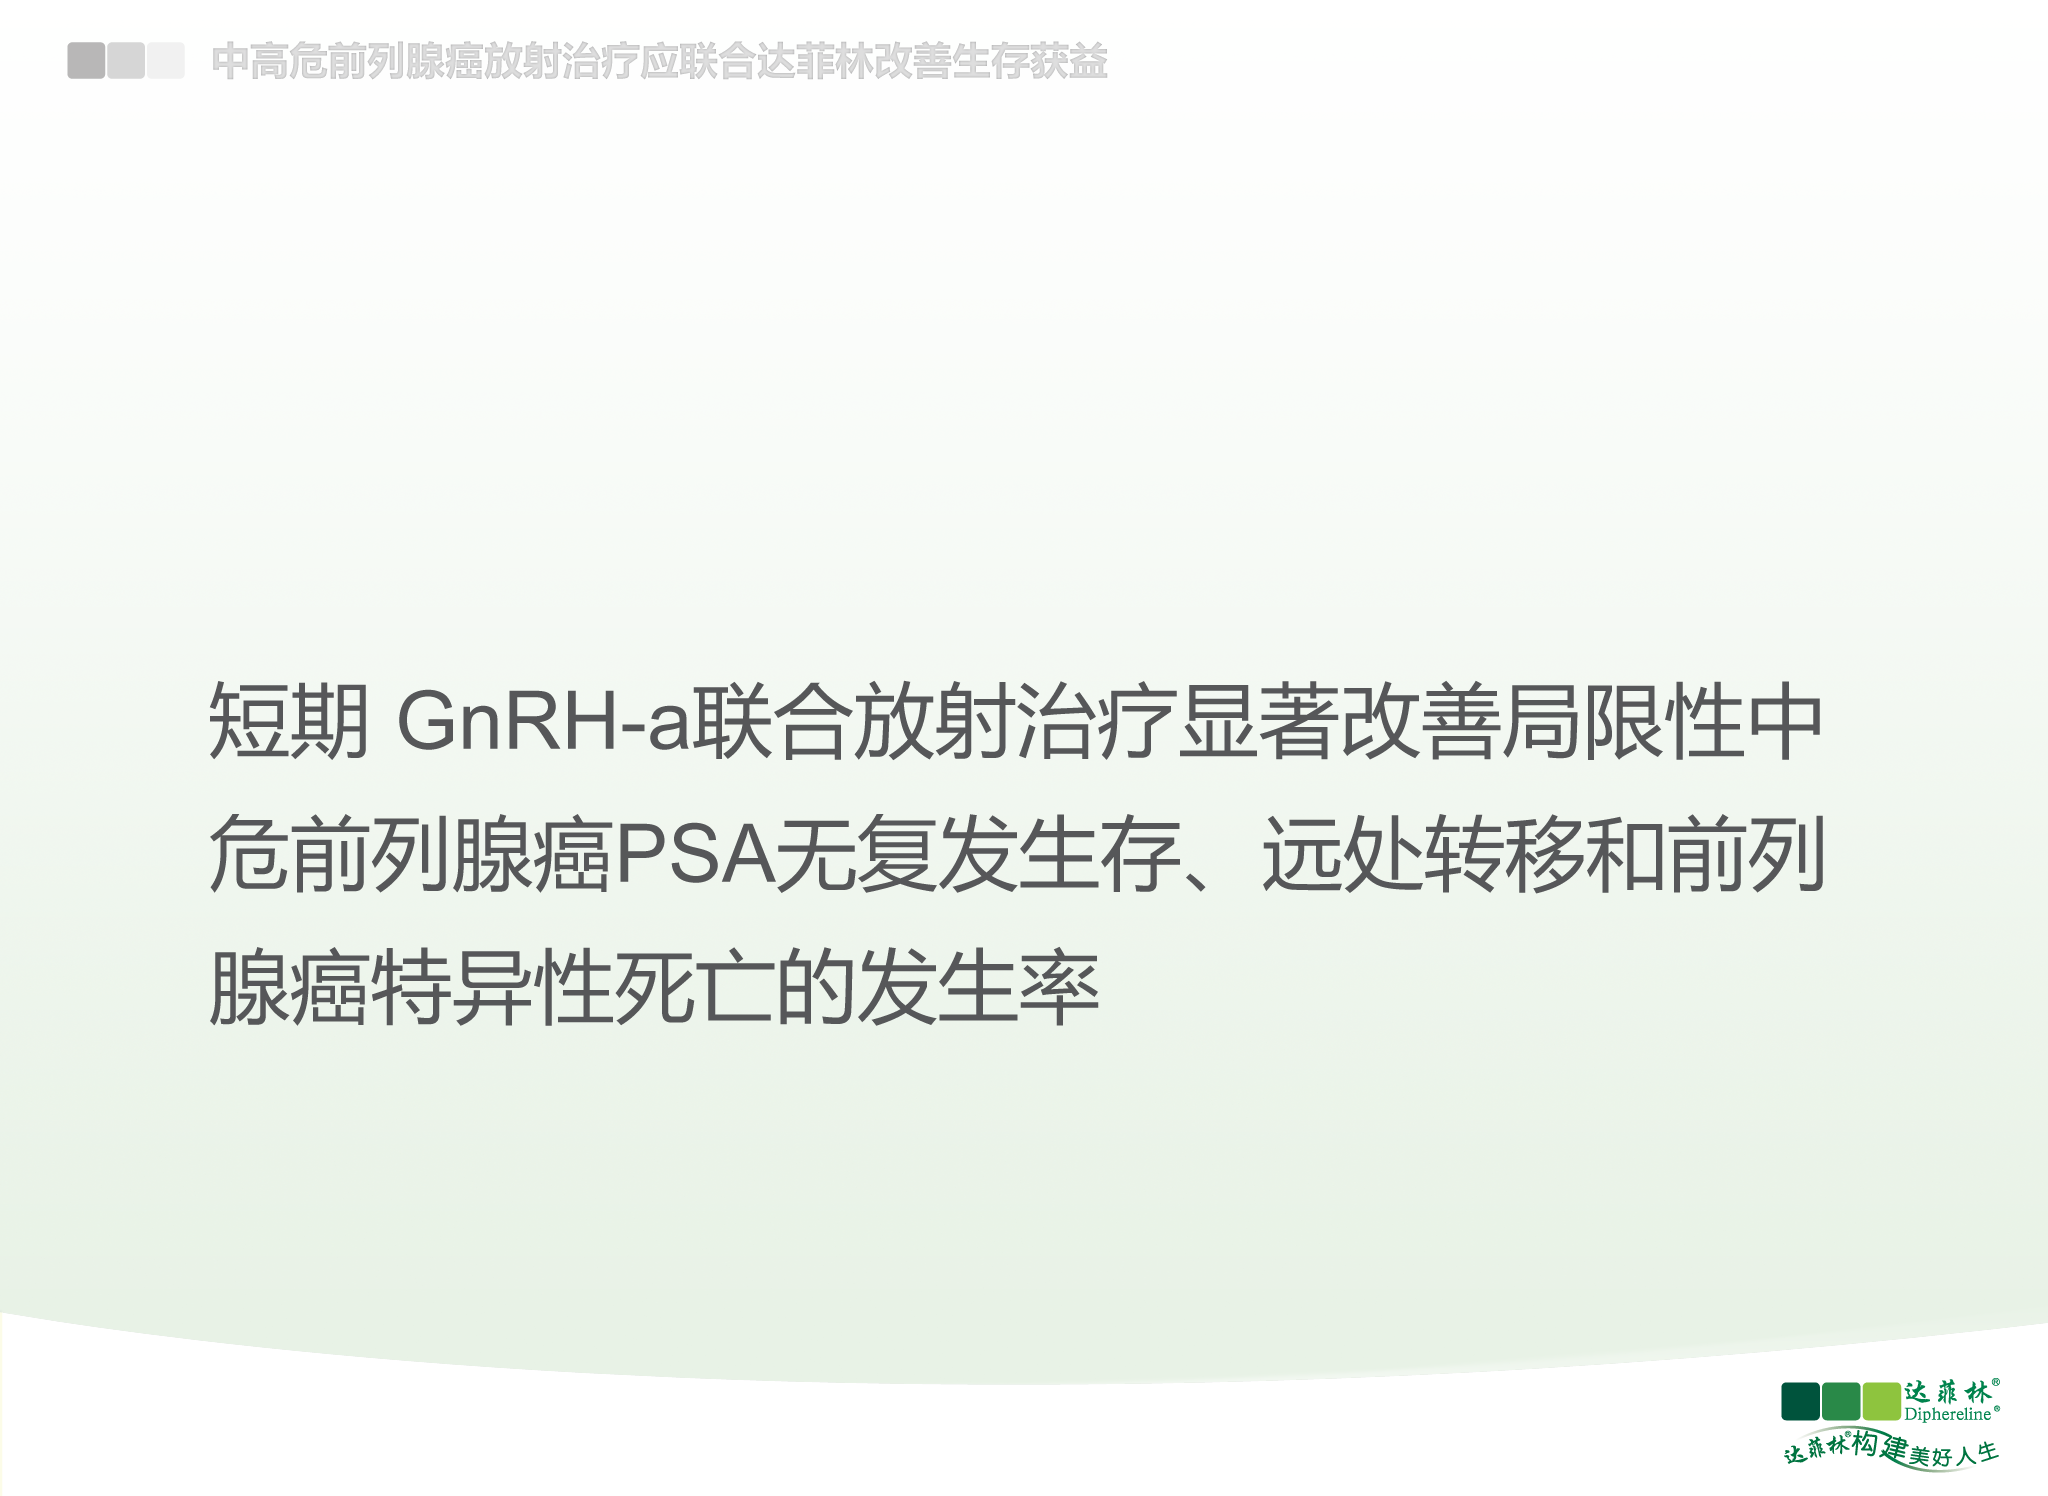 中高危前列腺癌放射治疗应联合达菲林改善生存获益
短期 GnRH-a联合放射治疗显著改善局限性中
危前列腺癌PSA无复发生存、远处转移和前列
腺癌特异性死亡的发生率
达菲林®
Diphereline®
达菲林®构建美好人生